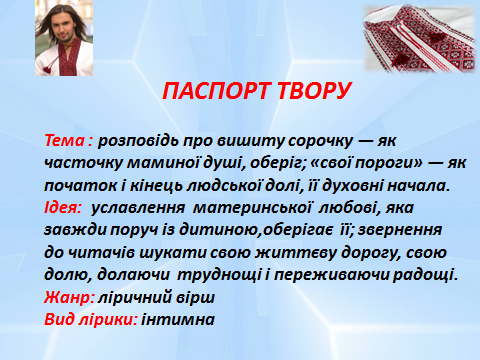 ПАСПОРТ ТВОРУ
Тема : розповідь про вишиту сорочку — як
часточку маминої душі, оберіг; «свої пороги» — як
початок і кінець людської долі, її духовні начала.
Ідея: уславлення материнської любові, яка
завжди поруч із дитиною,оберігає її; звернення
до читачів шукати свою життєву дорогу, свою
долю, долаючи труднощі і переживаючи радощі.
Жанр: ліричний вірш
Вид лірики: інтимна